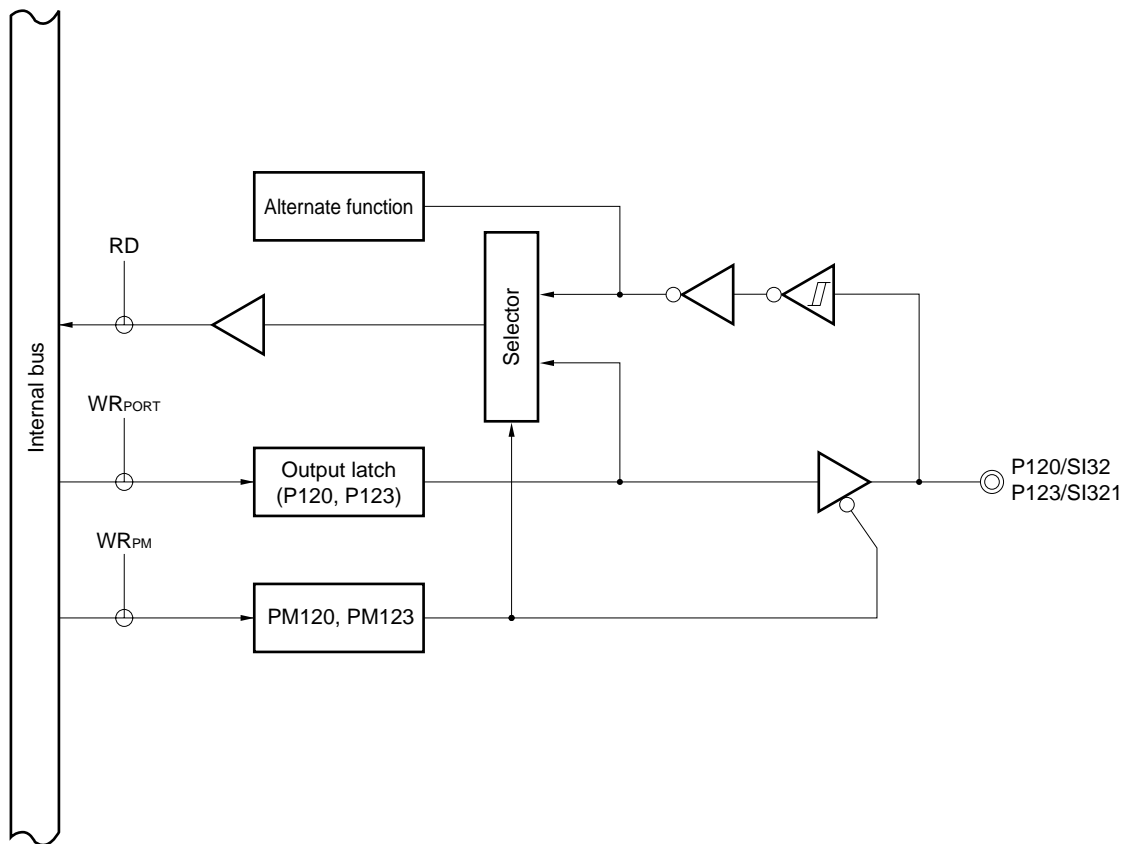 Alternate function
RD
Selector
Internal bus
WRPORT
Output latch
(P120, P123)
P120/SI32
P123/SI321
WRPM
PM120, PM123